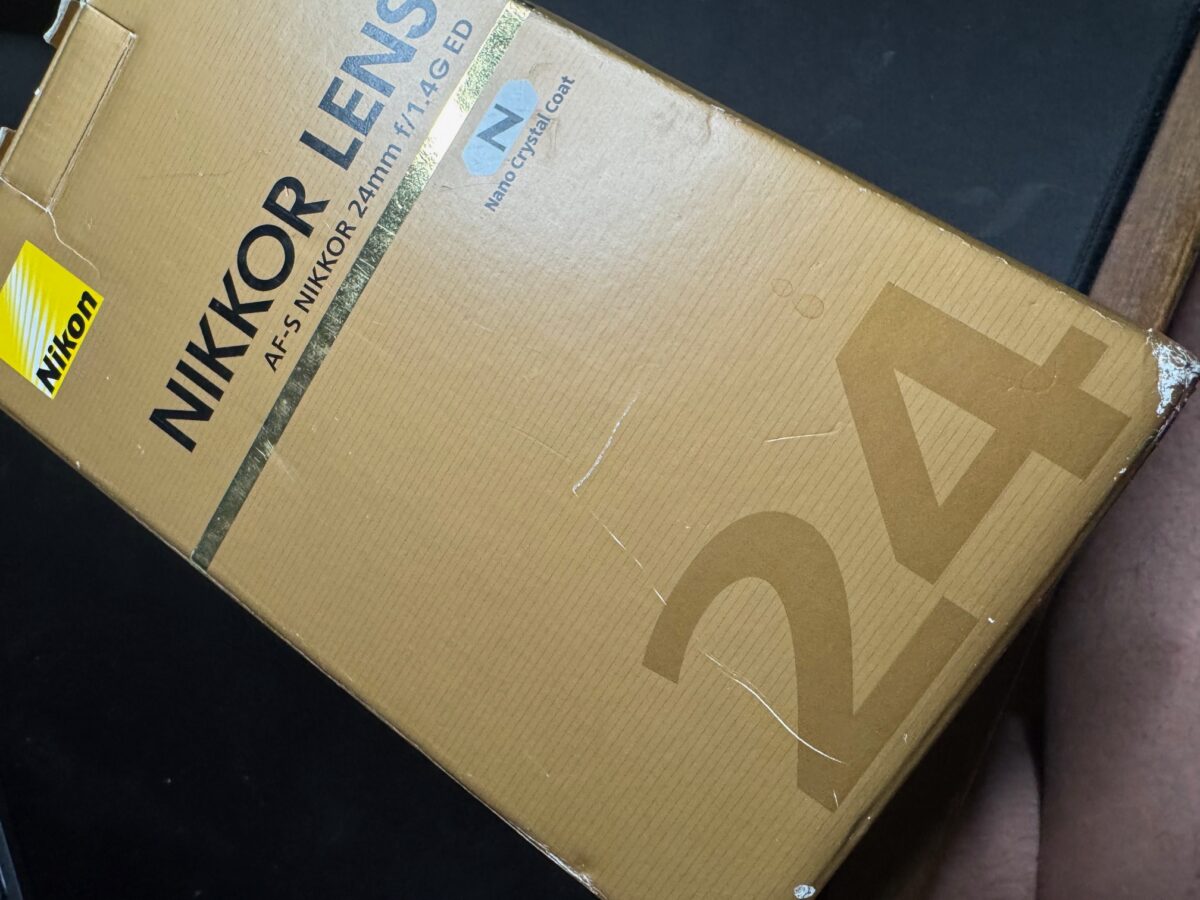 Nikon
NIKKOR LENS
AF-S NIKKOR 24mm f/1.4G ED
N
Nano Crystal Coat
24